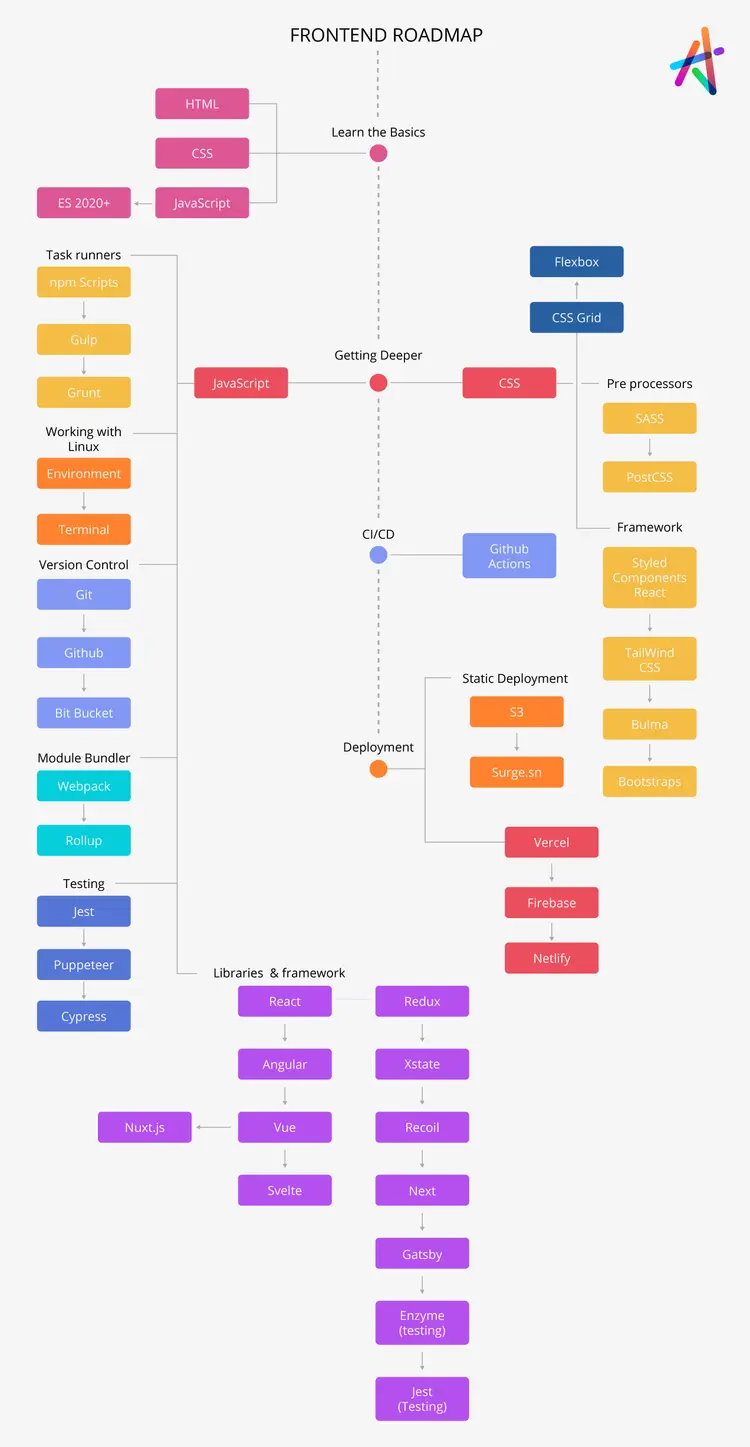 FRONTEND ROADMAP
Learn the Basics
HTML
CSS
JavaScript
ES 2020+
Getting Deeper
JavaScript
Task runners
npm Scripts
Gulp
Grunt
Working with
Linux
Environment
Terminal
Version Control
Git
Github
Bit Bucket
Module Bundler
Webpack
Rollup
Testing
Jest
Puppeteer
Cypress
Libraries & framework
React
Angular
Vue
Nuxt.js
Svelte
Redux
Xstate
Recoil
Next
Gatsby
Enzyme
(testing)
Jest
(Testing)
CSS
Flexbox
CSS Grid
Pre processors
SASS
PostCSS
Framework
Styled
Components
React
TailWind
CSS
Bulma
Bootstraps
CI/CD
Github
Actions
Deployment
Static Deployment
S3
Surge.sn
Vercel
Firebase
Netlify